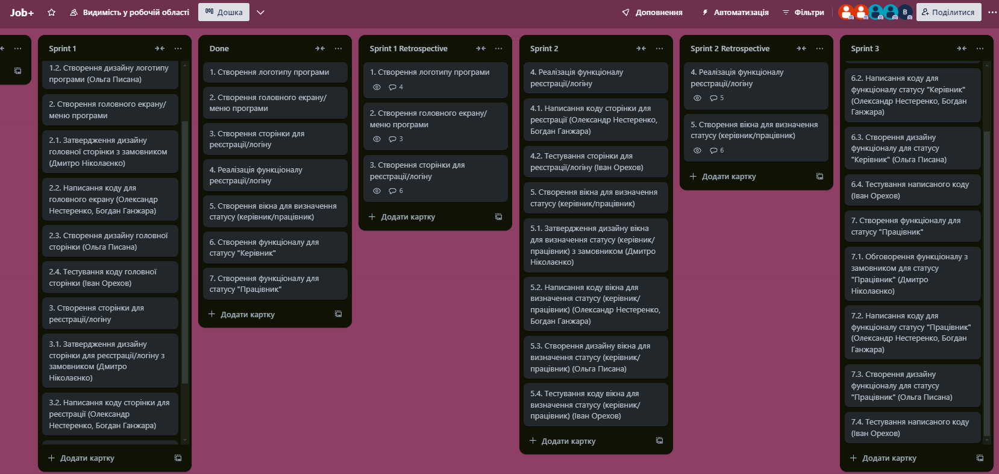 Job+
Видимість у робочій області
Дошка
Доповнення
Автоматизація
Фільтри
B
Поділитися
Sprint 1
1.2. Створення дизайну логотипу
програми (Ольга Писана)
2. Створення головного екрану/
меню програми
2.1. Затвердження дизайну
головної сторінки з замовником
(Дмитро Ніколаєнко)
2.2. Написання коду для
головного екрану (Олександр
Нестеренко, Богдан Ганжара)
2.3. Створення дизайну головної
сторінки (Ольга Писана)
2.4. Тестування коду головної
сторінки (Іван Орехов)
3. Створення сторінки для
реєстрації/логіну
3.1. Затвердження дизайну
сторінки для реєстрації/логіну з
замовником (Дмитро
Ніколаєнко)
3.2. Написання коду сторінки для
реєстрації (Олександр
Нестеренко, Богдан Ганжара)
Додати картку
Done
1. Створення логотипу програми
2. Створення головного екрану/
меню програми
3. Створення сторінки для
реєстрації/логіну
4. Реалізація функціоналу
реєстрації/логіну
5. Створення вікна для визначення
статусу (керівник/працівник)
6. Створення функціоналу для
статусу "Керівник"
7. Створення функціоналу для
статусу "Працівник"
Додати картку
Sprint 1 Retrospective
1. Створення логотипу програми
4
2. Створення головного екрану/
меню програми
3
3. Створення сторінки для
реєстрації/логіну
6
Додати картку
Sprint 2
4. Реалізація функціоналу
реєстрації/логіну
4.1. Написання коду сторінки для
реєстрації (Олександр Нестеренко,
Богдан Ганжара)
4.2. Тестування сторінки для
реєстрації/логіну (Іван Орехов)
5. Створення вікна для визначення
статусу (керівник/працівник)
5.1. Затвердження дизайну вікна
для визначення статусу (керівник/
працівник) з замовником (Дмитро
Ніколаєнко)
5.2. Написання коду вікна для
визначення статусу (керівник/
працівник) (Олександр Нестеренко,
Богдан Ганжара)
5.3. Створення дизайну вікна для
визначення статусу (керівник/
працівник) (Ольга Писана)
5.4. Тестування коду вікна для
визначення статусу (керівник/
працівник) (Іван Орехов)
Додати картку
Sprint 2 Retrospective
4. Реалізація функціоналу
реєстрації/логіну
5
5. Створення вікна для визначення
статусу (керівник/працівник)
6
Додати картку
Sprint 3
6.2. Написання коду для
функціоналу статусу "Керівник"
(Олександр Нестеренко, Богдан
Ганжара)
6.3. Створення дизайну
функціоналу для статусу
"Керівник" (Ольга Писана)
6.4. Тестування написаного коду
(Іван Орехов)
7. Створення функціоналу для
статусу "Працівник"
7.1. Обговорення функціоналу з
замовником для статусу
"Працівник" (Дмитро
Ніколаєнко)
7.2. Написання коду для
функціоналу статусу "Працівник"
(Олександр Нестеренко, Богдан
Ганжара)
7.3. Створення дизайну
функціоналу для статусу
"Працівник" (Ольга Писана)
7.4. Тестування написаного коду
(Іван Орехов)
Додати картку